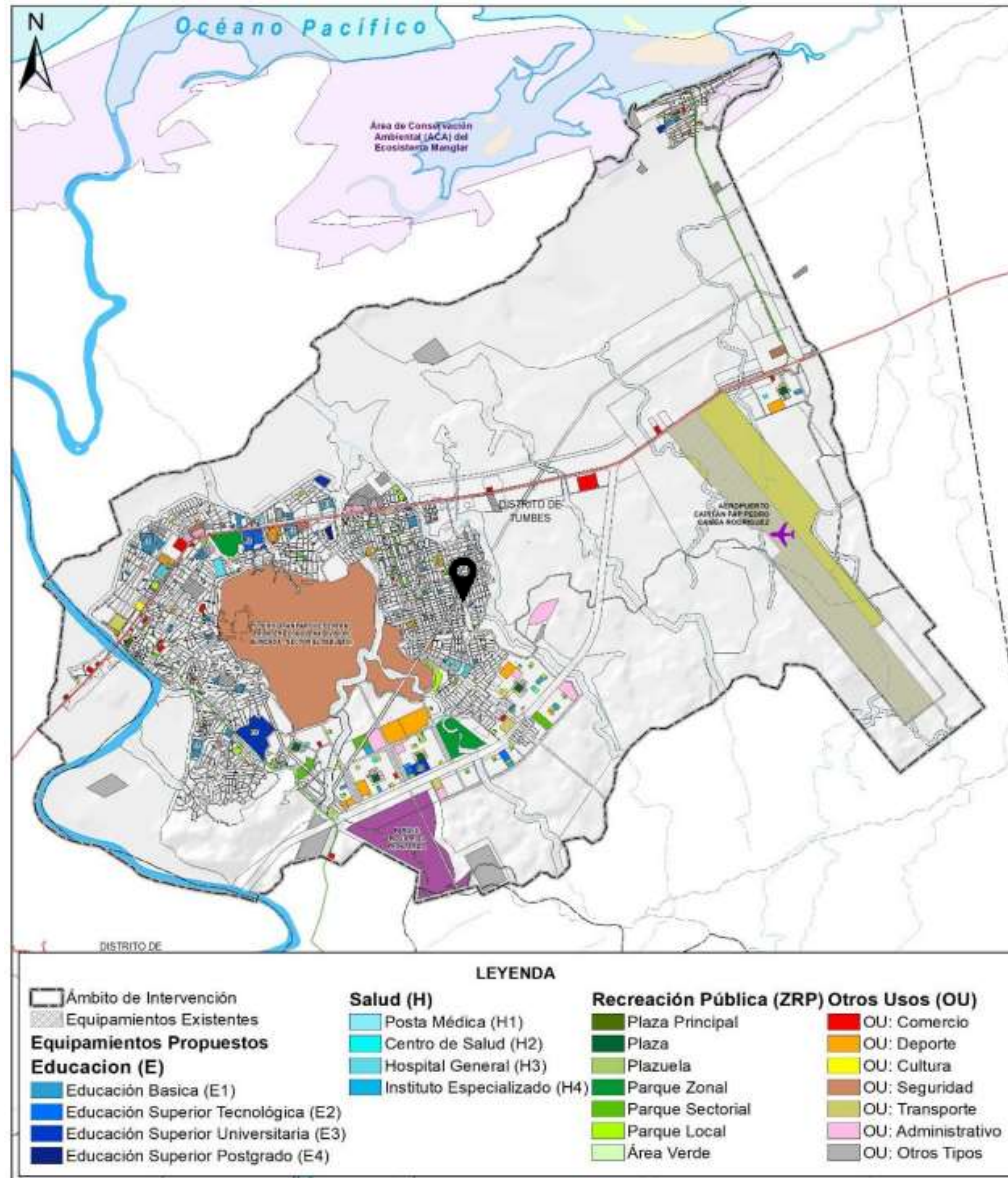 N
Océano Pacífico
Área de Conservación
Ambiental (ACA) del
Ecosistema Manglar
DISTRITO DE
TUMBES
AEROPUERTO
CAPITAN FAP PEDRO
CANGA RODRIGUEZ
DISTRITO DE
LEYENDA
Ámbito de Intervención
Equipamientos Existentes
Equipamientos Propuestos
Educacion (E)
Educación Basica (E1)
Educación Superior Tecnológica (E2)
Educación Superior Universitaria (E3)
Educación Superior Postgrado (E4)
Salud (H)
Posta Médica (H1)
Centro de Salud (H2)
Hospital General (H3)
Instituto Especializado (H4)
Recreación Pública (ZRP)
Plaza Principal
Plaza
Plazuela
Parque Zonal
Parque Sectorial
Parque Local
Área Verde
Otros Usos (OU)
OU: Comercio
OU: Deporte
OU: Cultura
OU: Seguridad
OU: Transporte
OU: Administrativo
OU: Otros Tipos